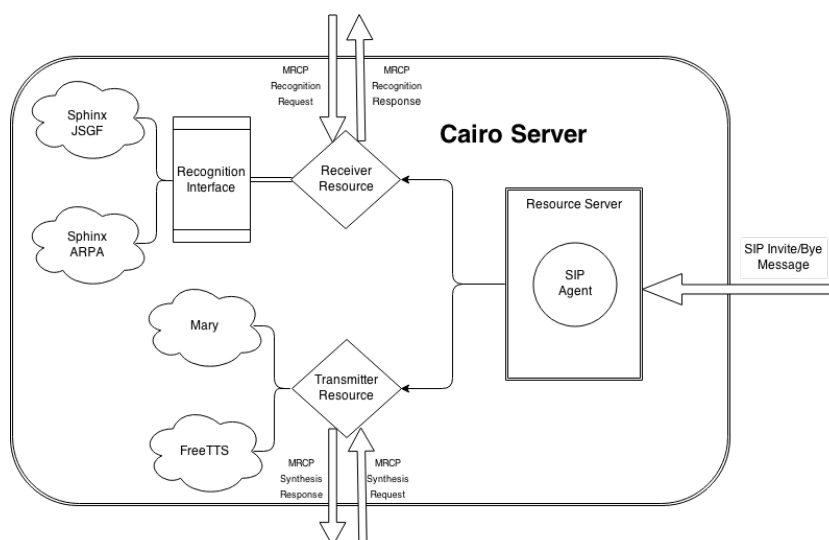 MRCP
Recognition
Request
MRCP
Recognition
Response
Cairo Server
Sphinx
JSGF
Recognition
Interface
Receiver
Resource
Sphinx
ARPA
Resource Server
SIP
Agent
SIP Invite/Bye
Message
Mary
Transmitter
Resource
FreeTTS
MRCP
Synthesis
Response
MRCP
Synthesis
Request